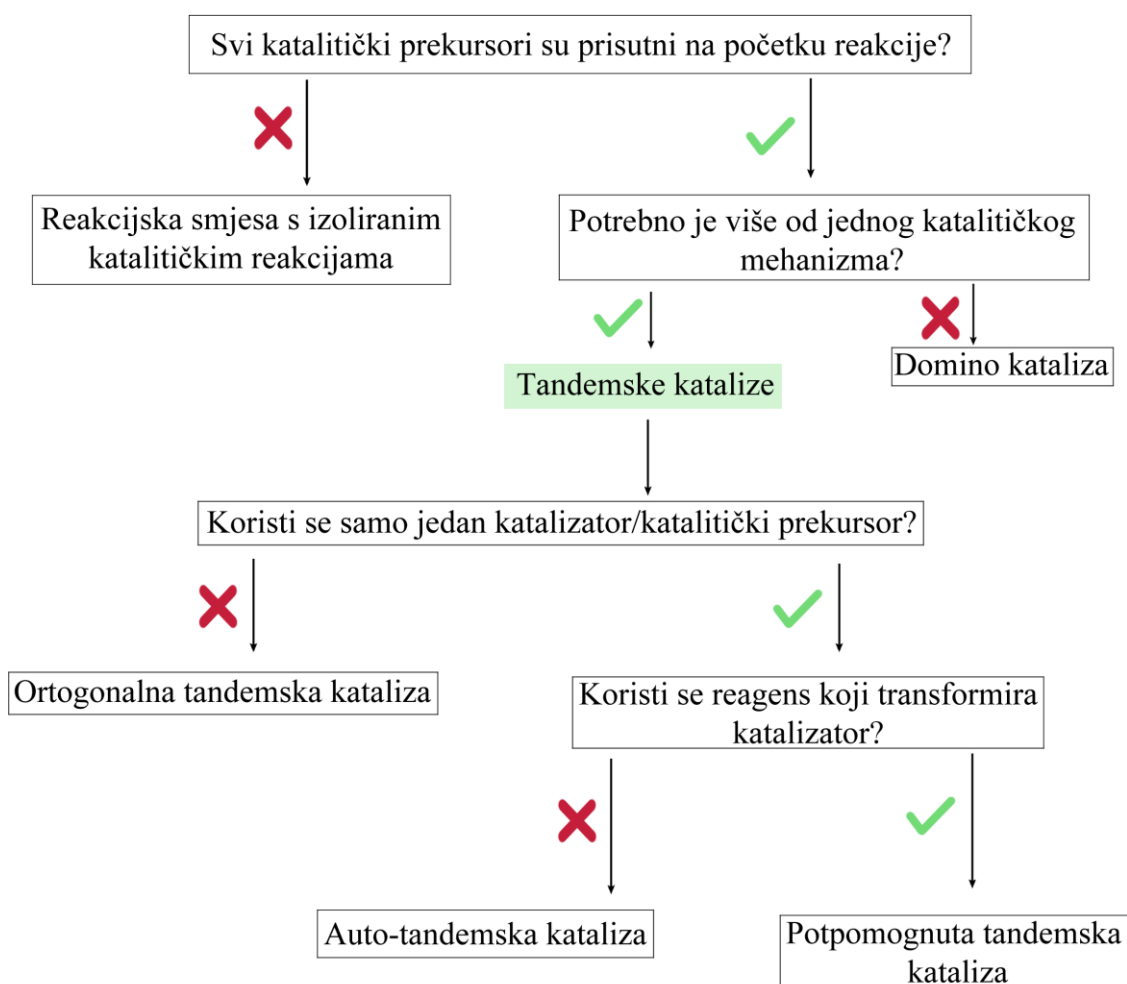 Svi katalitički prekursori su prisutni na početku reakcije?
Reakcijska smjesa s izoliranim
katalitičkim reakcijama
Potrebno je više od jednog katalitičkog
mehanizma?
Domino kataliza
Tandemske katalize
Koristi se samo jedan katalizator/katalitički prekursor?
Ortogonalna tandemska kataliza
Koristi se reagens koji transformira
katalizator?
Auto-tandemska kataliza
Potpomognuta tandemska
kataliza